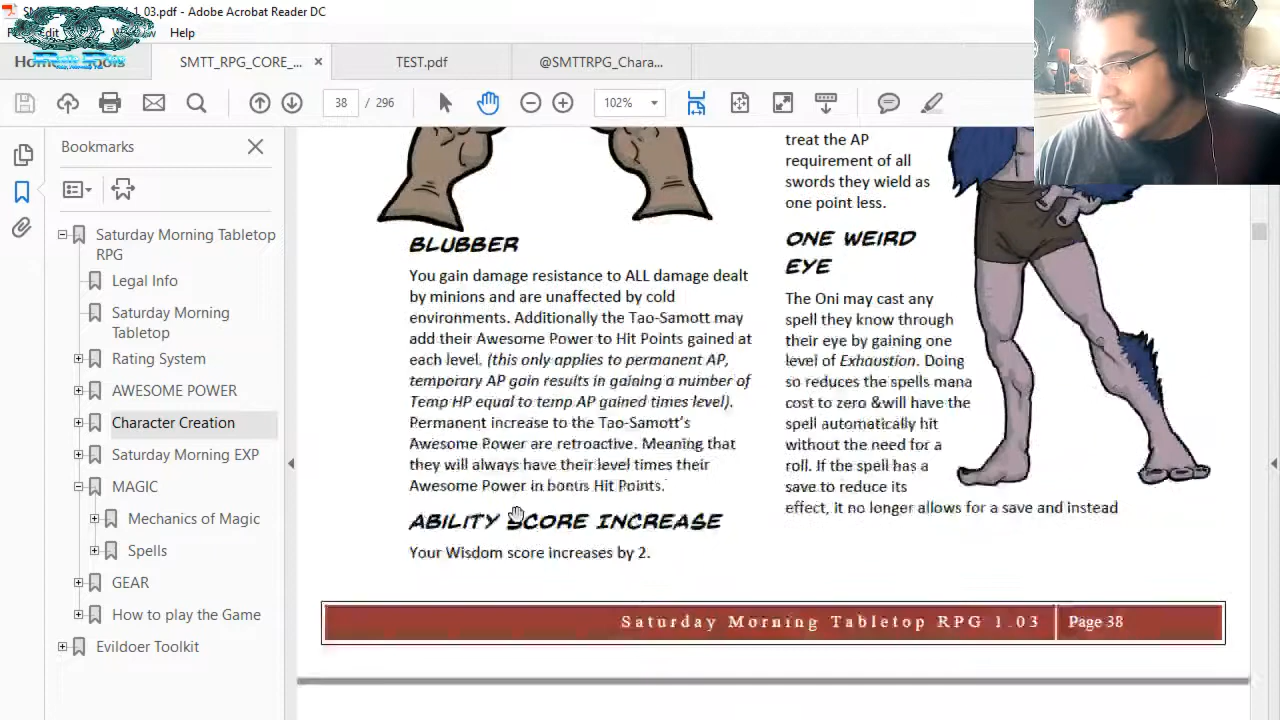 1_03.pdf - Adobe Acrobat Reader DC
Help
SMTT_RPG_CORE_... ×
TEST.pdf
@SMTTRPG_Chara...
38 / 296
102%
Bookmarks
Saturday Morning Tabletop
RPG
Legal Info
Saturday Morning
Tabletop
Rating System
AWESOME POWER
Character Creation
Saturday Morning EXP
MAGIC
Mechanics of Magic
Spells
GEAR
How to play the Game
Evildoer Toolkit
BLUBBER
You gain damage resistance to ALL damage dealt
by minions and are unaffected by cold
environments. Additionally the Tao-Samott may
add their Awesome Power to Hit Points gained at
each level. (this only applies to permanent AP,
temporary AP gain results in gaining a number of
Temp HP equal to temp AP gained times level).
Permanent increase to the Tao-Samott's
Awesome Power are retroactive. Meaning that
they will always have their level times their
Awesome Power in bonus Hit Points.
ABILITY SCORE INCREASE
Your Wisdom score increases by 2.
treat the AP
requirement of all
swords they wield as
one point less.
ONE WEIRD
EYE
The Oni may cast any
spell they know through
their eye by gaining one
level of Exhaustion. Doing
so reduces the spells mana
cost to zero &will have the
spell automatically hit
without the need for a
roll. If the spell has a
save to reduce its
effect, it no longer allows for a save and instead
Saturday Morning Tabletop RPG 1.03 Page 38